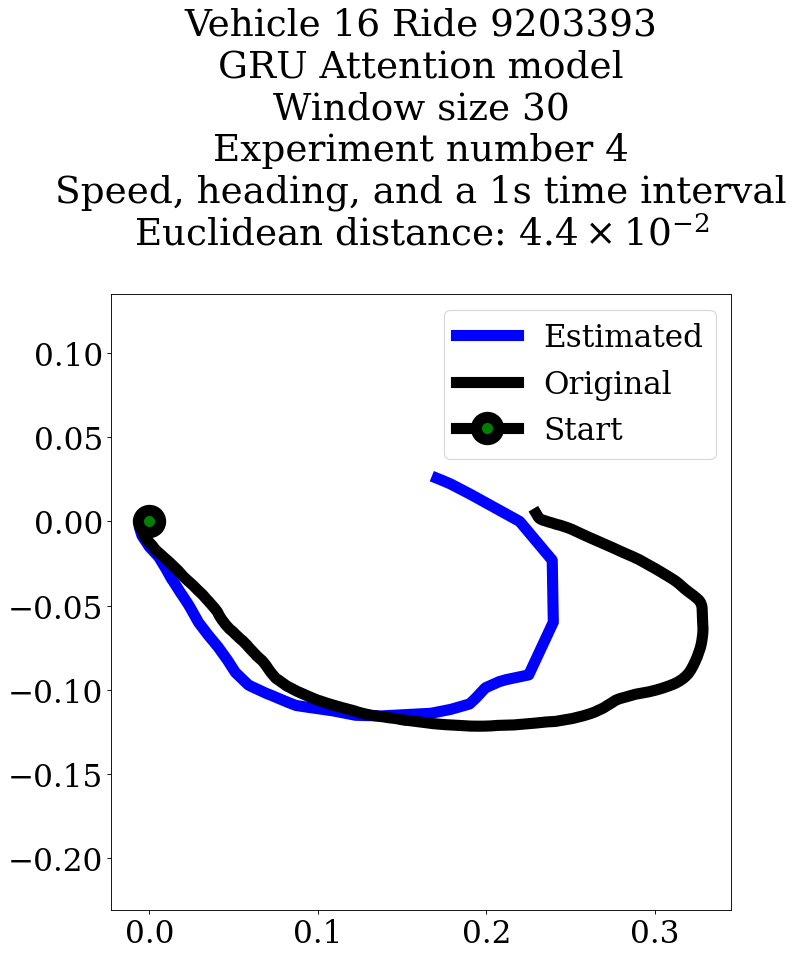 Vehicle 16 Ride 9203393
GRU Attention model
Window size 30
Experiment number 4
Speed, heading, and a 1s time interval
Euclidean distance: 4.4 × 10⁻²
Estimated
Original
Start
0.10
0.05
0.00
−0.05
−0.10
−0.15
−0.20
0.0 0.1 0.2 0.3